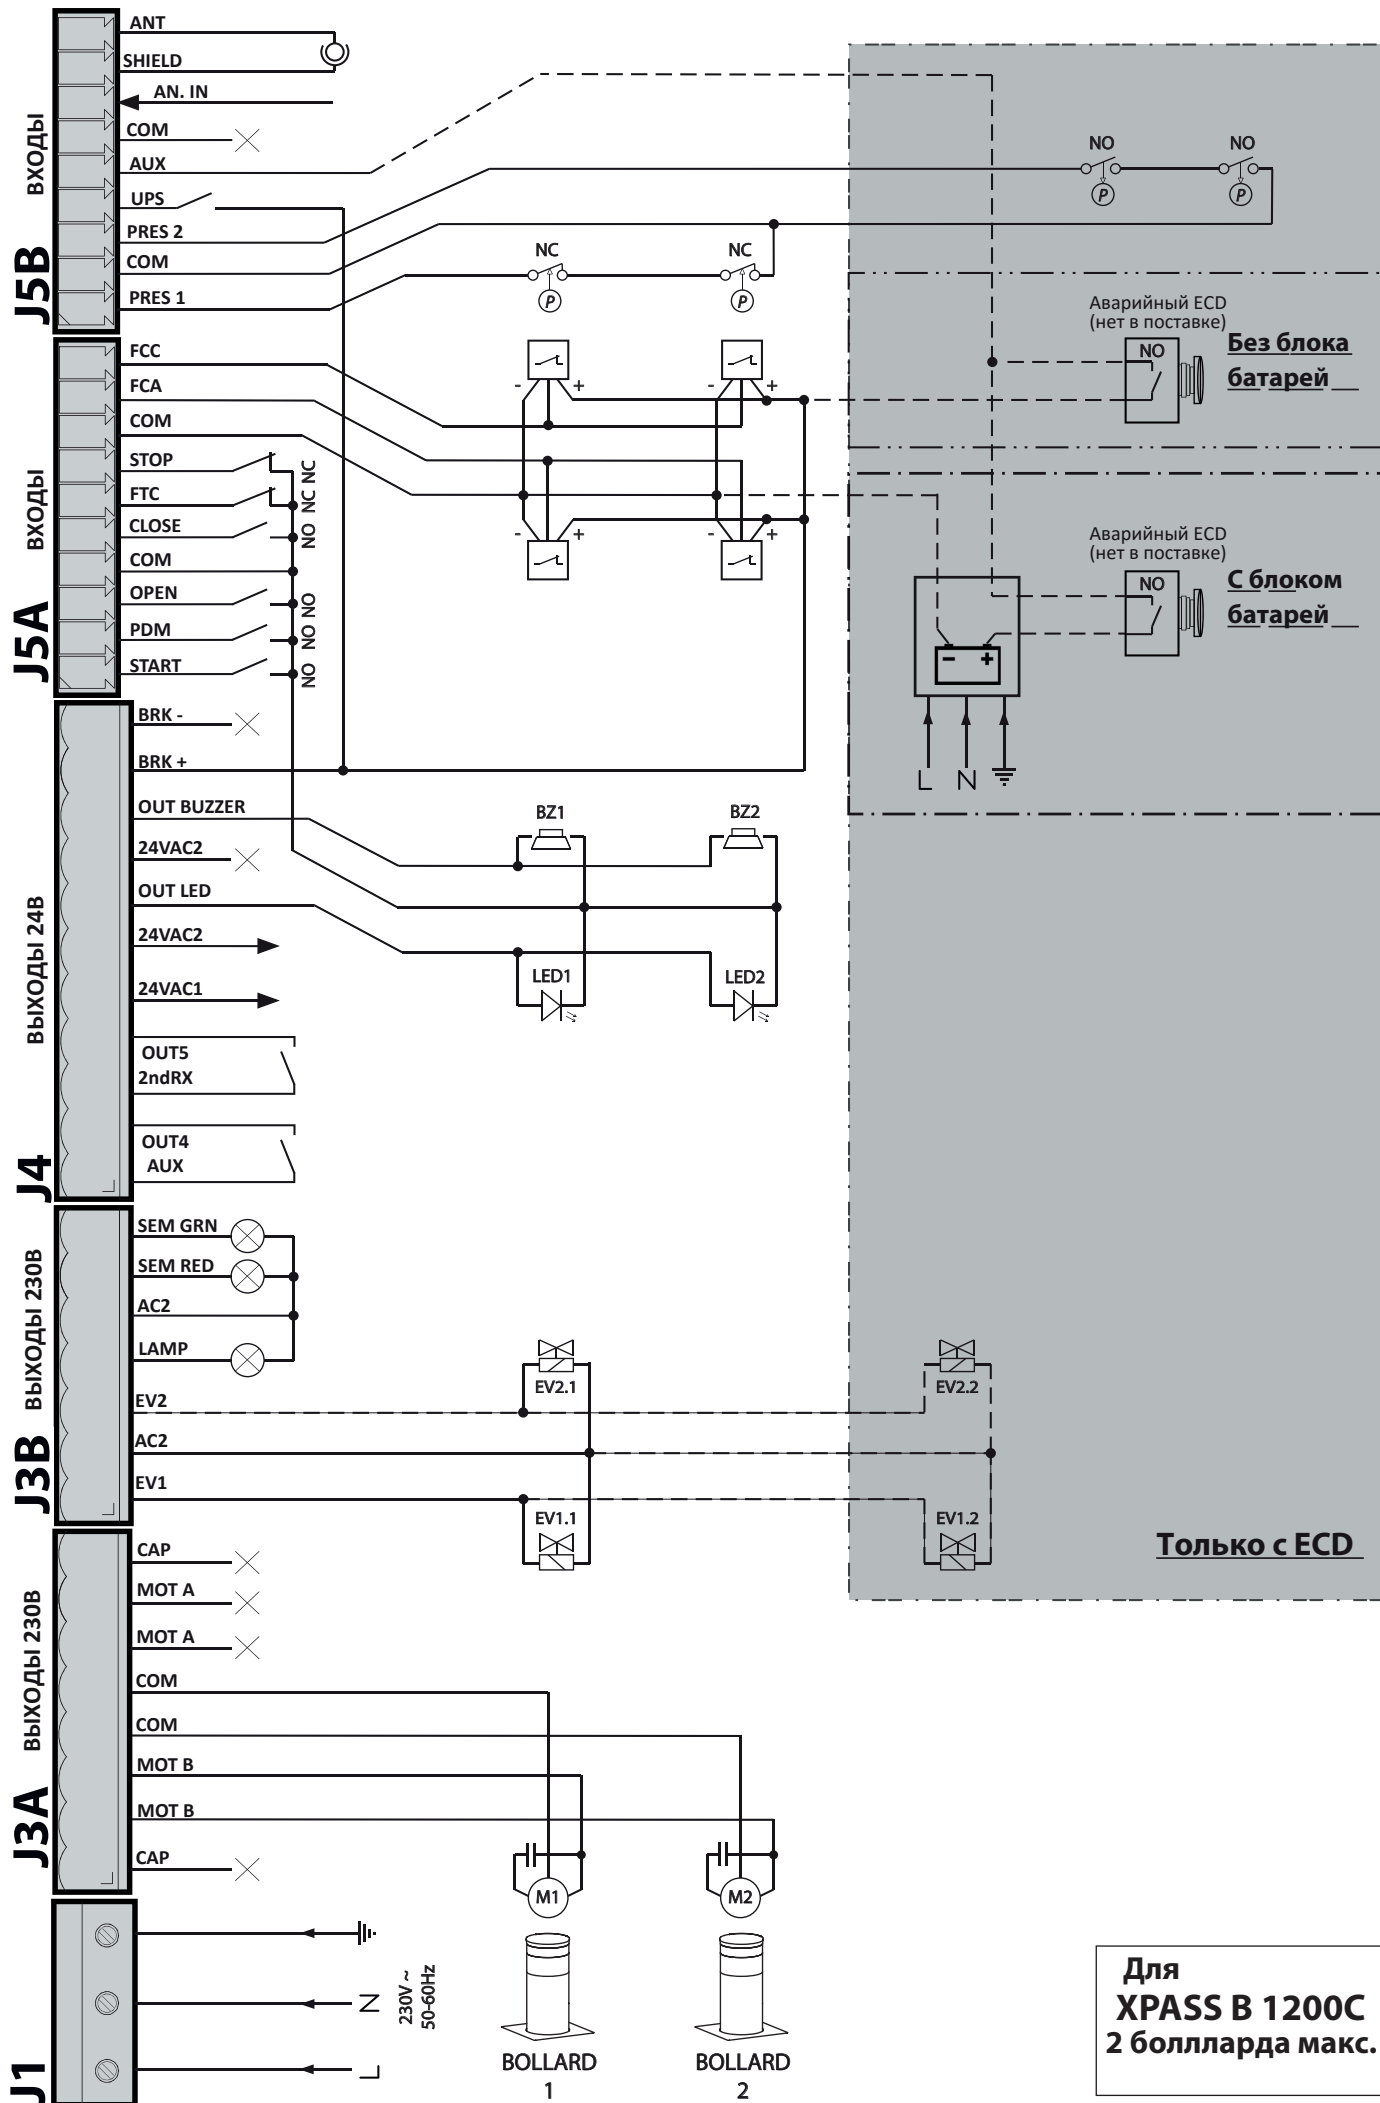 J5B
ВХОДЫ
ANT
SHIELD
AN. IN
COM
AUX
UPS
PRES 2
COM
PRES 1
NO
NO
P
P
NC
NC
P
P
Аварийный ECD
(нет в поставке)
NO
Без блока
батарей
J5A
ВХОДЫ
FCC
FCA
COM
STOP
FTC
CLOSE
COM
OPEN
PDM
START
NC
NC
NO
NO
NO
NO
- +
- +
- +
- +
Аварийный ECD
(нет в поставке)
NO
С блоком
батарей
- +
L N
J4
ВЫХОДЫ 24В
BRK -
BRK +
OUT BUZZER
24VAC2
OUT LED
24VAC2
24VAC1
OUT5
2ndRX
OUT4
AUX
BZ1
BZ2
LED1
LED2
J3B
ВЫХОДЫ 230В
SEM GRN
SEM RED
AC2
LAMP
EV2
AC2
EV1
EV2.1
EV2.2
EV1.1
EV1.2
Только с ECD
J3A
ВЫХОДЫ 230В
CAP
MOT A
MOT A
COM
COM
MOT B
MOT B
CAP
M1
M2
J1
N
L
230V ~
50-60Hz
BOLLARD
1
BOLLARD
2
Для
XPASS B 1200C
2 боллларда макс.